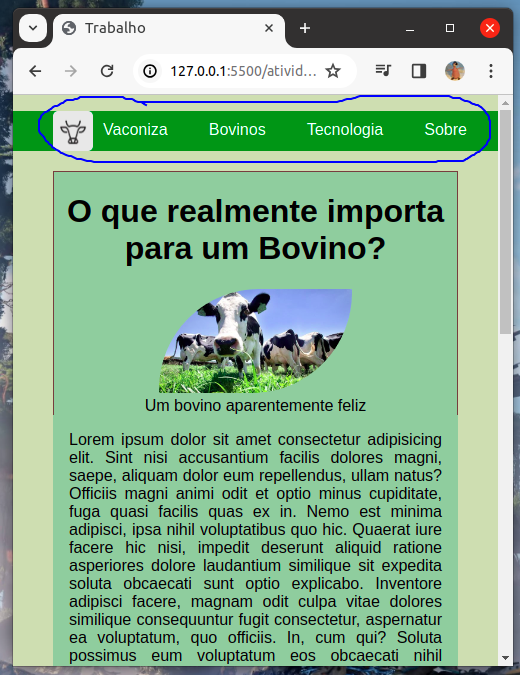 Trabalho
127.0.0.1:5500/ativid...
Vaconiza Bovinos Tecnologia Sobre
O que realmente importa
para um Bovino?
Um bovino aparentemente feliz
Lorem ipsum dolor sit amet consectetur adipisicing
elit. Sint nisi accusantium facilis dolores magni,
saepe, aliquam dolor eum repellendus, ullam natus?
Officiis magni animi odit et optio minus cupiditate,
fuga quasi facilis quas ex in. Nemo est minima
adipisci, ipsa nihil voluptatibus quo hic. Quaerat iure
facere hic nisi, impedit deserunt aliquid ratione
asperiores dolore laudantium similique sit expedita
soluta obcaecati sunt optio explicabo. Inventore
adipisci facere, magnam odit culpa vitae dolores
similique consequuntur fugit consectetur, aspernatur
ea voluptatum, quo officiis. In, cum qui? Soluta
possimus eum voluptatum eos obcaecati nihil